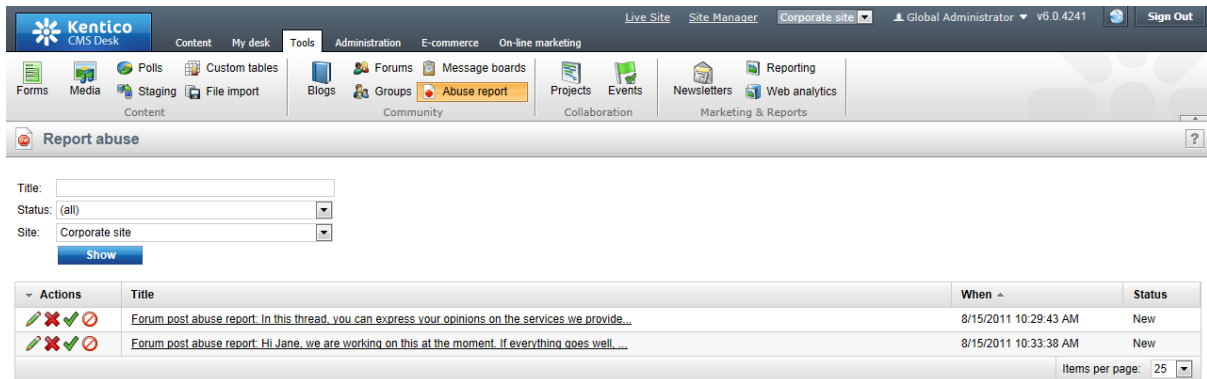 Live Site Site Manager Corporate site Global Administrator v6.0.4241 Sign Out
Kentico
CMS Desk
Content My desk Tools Administration E-commerce On-line marketing
Forms Media Polls Custom tables Staging File import
Content
Blogs Forums Message boards Groups Abuse report
Community
Projects Events
Collaboration
Newsletters Reporting Web analytics
Marketing & Reports
Report abuse ?
Title:
Status: (all)
Site: Corporate site
Show
Actions Title When Status
Forum post abuse report: In this thread, you can express your opinions on the services we provide... 8/15/2011 10:29:43 AM New
Forum post abuse report: Hi Jane, we are working on this at the moment. If everything goes well, ... 8/15/2011 10:33:38 AM New
Items per page: 25